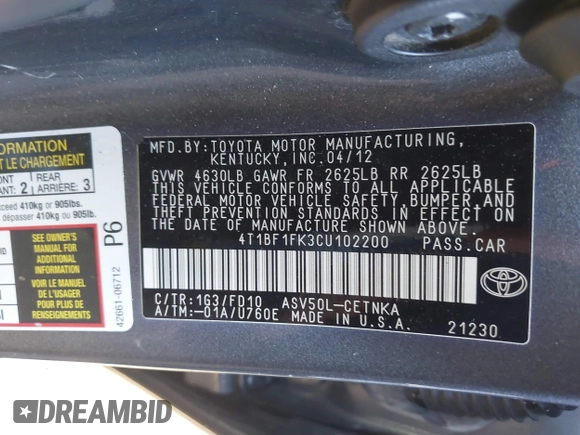 ORMATION
T LE CHARGEMENT
ONT
ANT: 2
REAR
ARRIÈRE: 3
exceed 410kg or 905lbs.
dépasser 410kg ou 905lb.
SEE OWNER'S
MANUAL FOR
ADDITIONAL
INFORMATION
VOIR LE MANUEL
DE L'USAGER
POUR PLUS DE
RENSEIGNEMENTS
P6
42661-06712
MFD.BY:TOYOTA MOTOR MANUFACTURING,
KENTUCKY,INC.04/12
GVWR 4630LB GAWR FR 2625LB RR 2625LB
THIS VEHICLE CONFORMS TO ALL APPLICABLE
FEDERAL MOTOR VEHICLE SAFETY,BUMPER,AND
THEFT PREVENTION STANDARDS IN EFFECT ON
THE DATE OF MANUFACTURE SHOWN ABOVE.
4T1BF1FK3CU102200 PASS.CAR
C/TR:1G3/FD10 ASV50L-CETNKA
A/TM:-01A/U760E MADE IN U.S.A.
21230
TOYOTA
DREAMBID